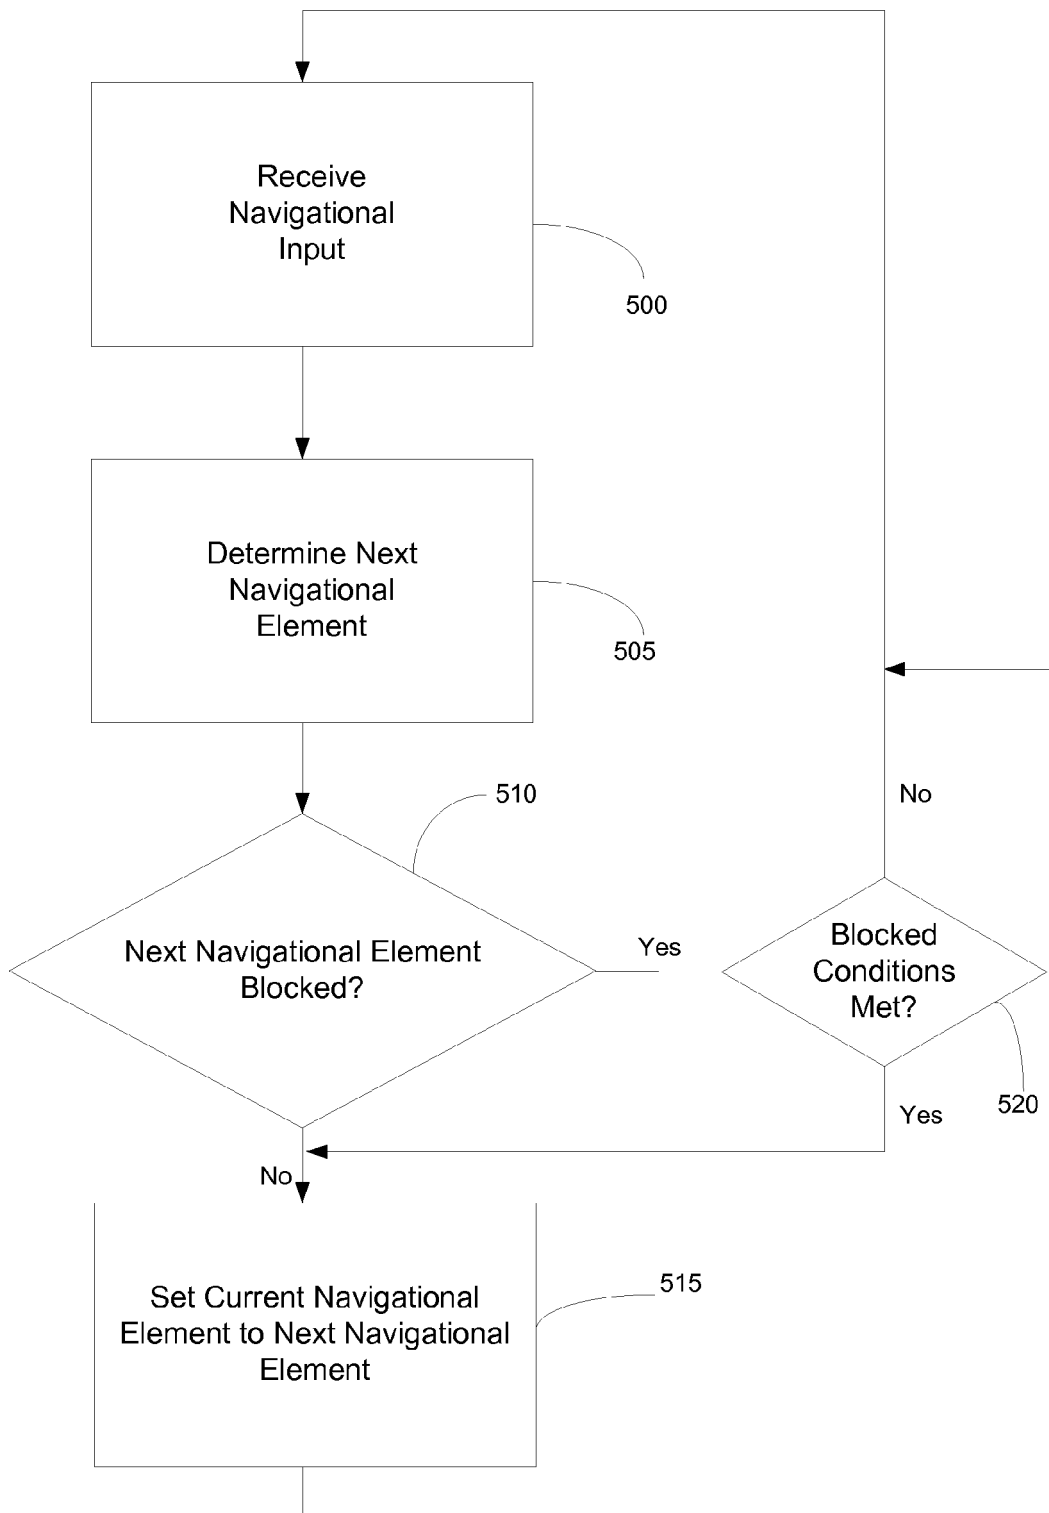 Receive
Navigational
Input
500
Determine Next
Navigational
Element
505
510
No
Next Navigational Element
Blocked?
Yes
Blocked
Conditions
Met?
520
Yes
No
Set Current Navigational
Element to Next Navigational
Element
515